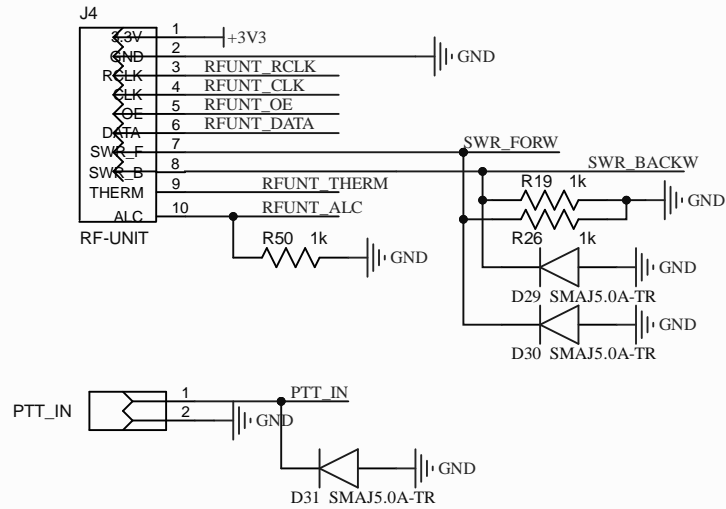 J4
3.3V 1 +3V3
GND 2 GND
RCLK 3 RFUNT_RCLK
CLK 4 RFUNT_CLK
OE 5 RFUNT_OE
DATA 6 RFUNT_DATA
SWR_F 7 SWR_FORW
SWR_B 8 SWR_BACKW
THERM 9 RFUNT_THERM
ALC 10 RFUNT_ALC
RF-UNIT
R19 1k GND
R26 1k
R50 1k GND
GND
D29 SMAJ5.0A-TR
GND
D30 SMAJ5.0A-TR
PTT_IN 1 PTT_IN
2 GND
GND
D31 SMAJ5.0A-TR